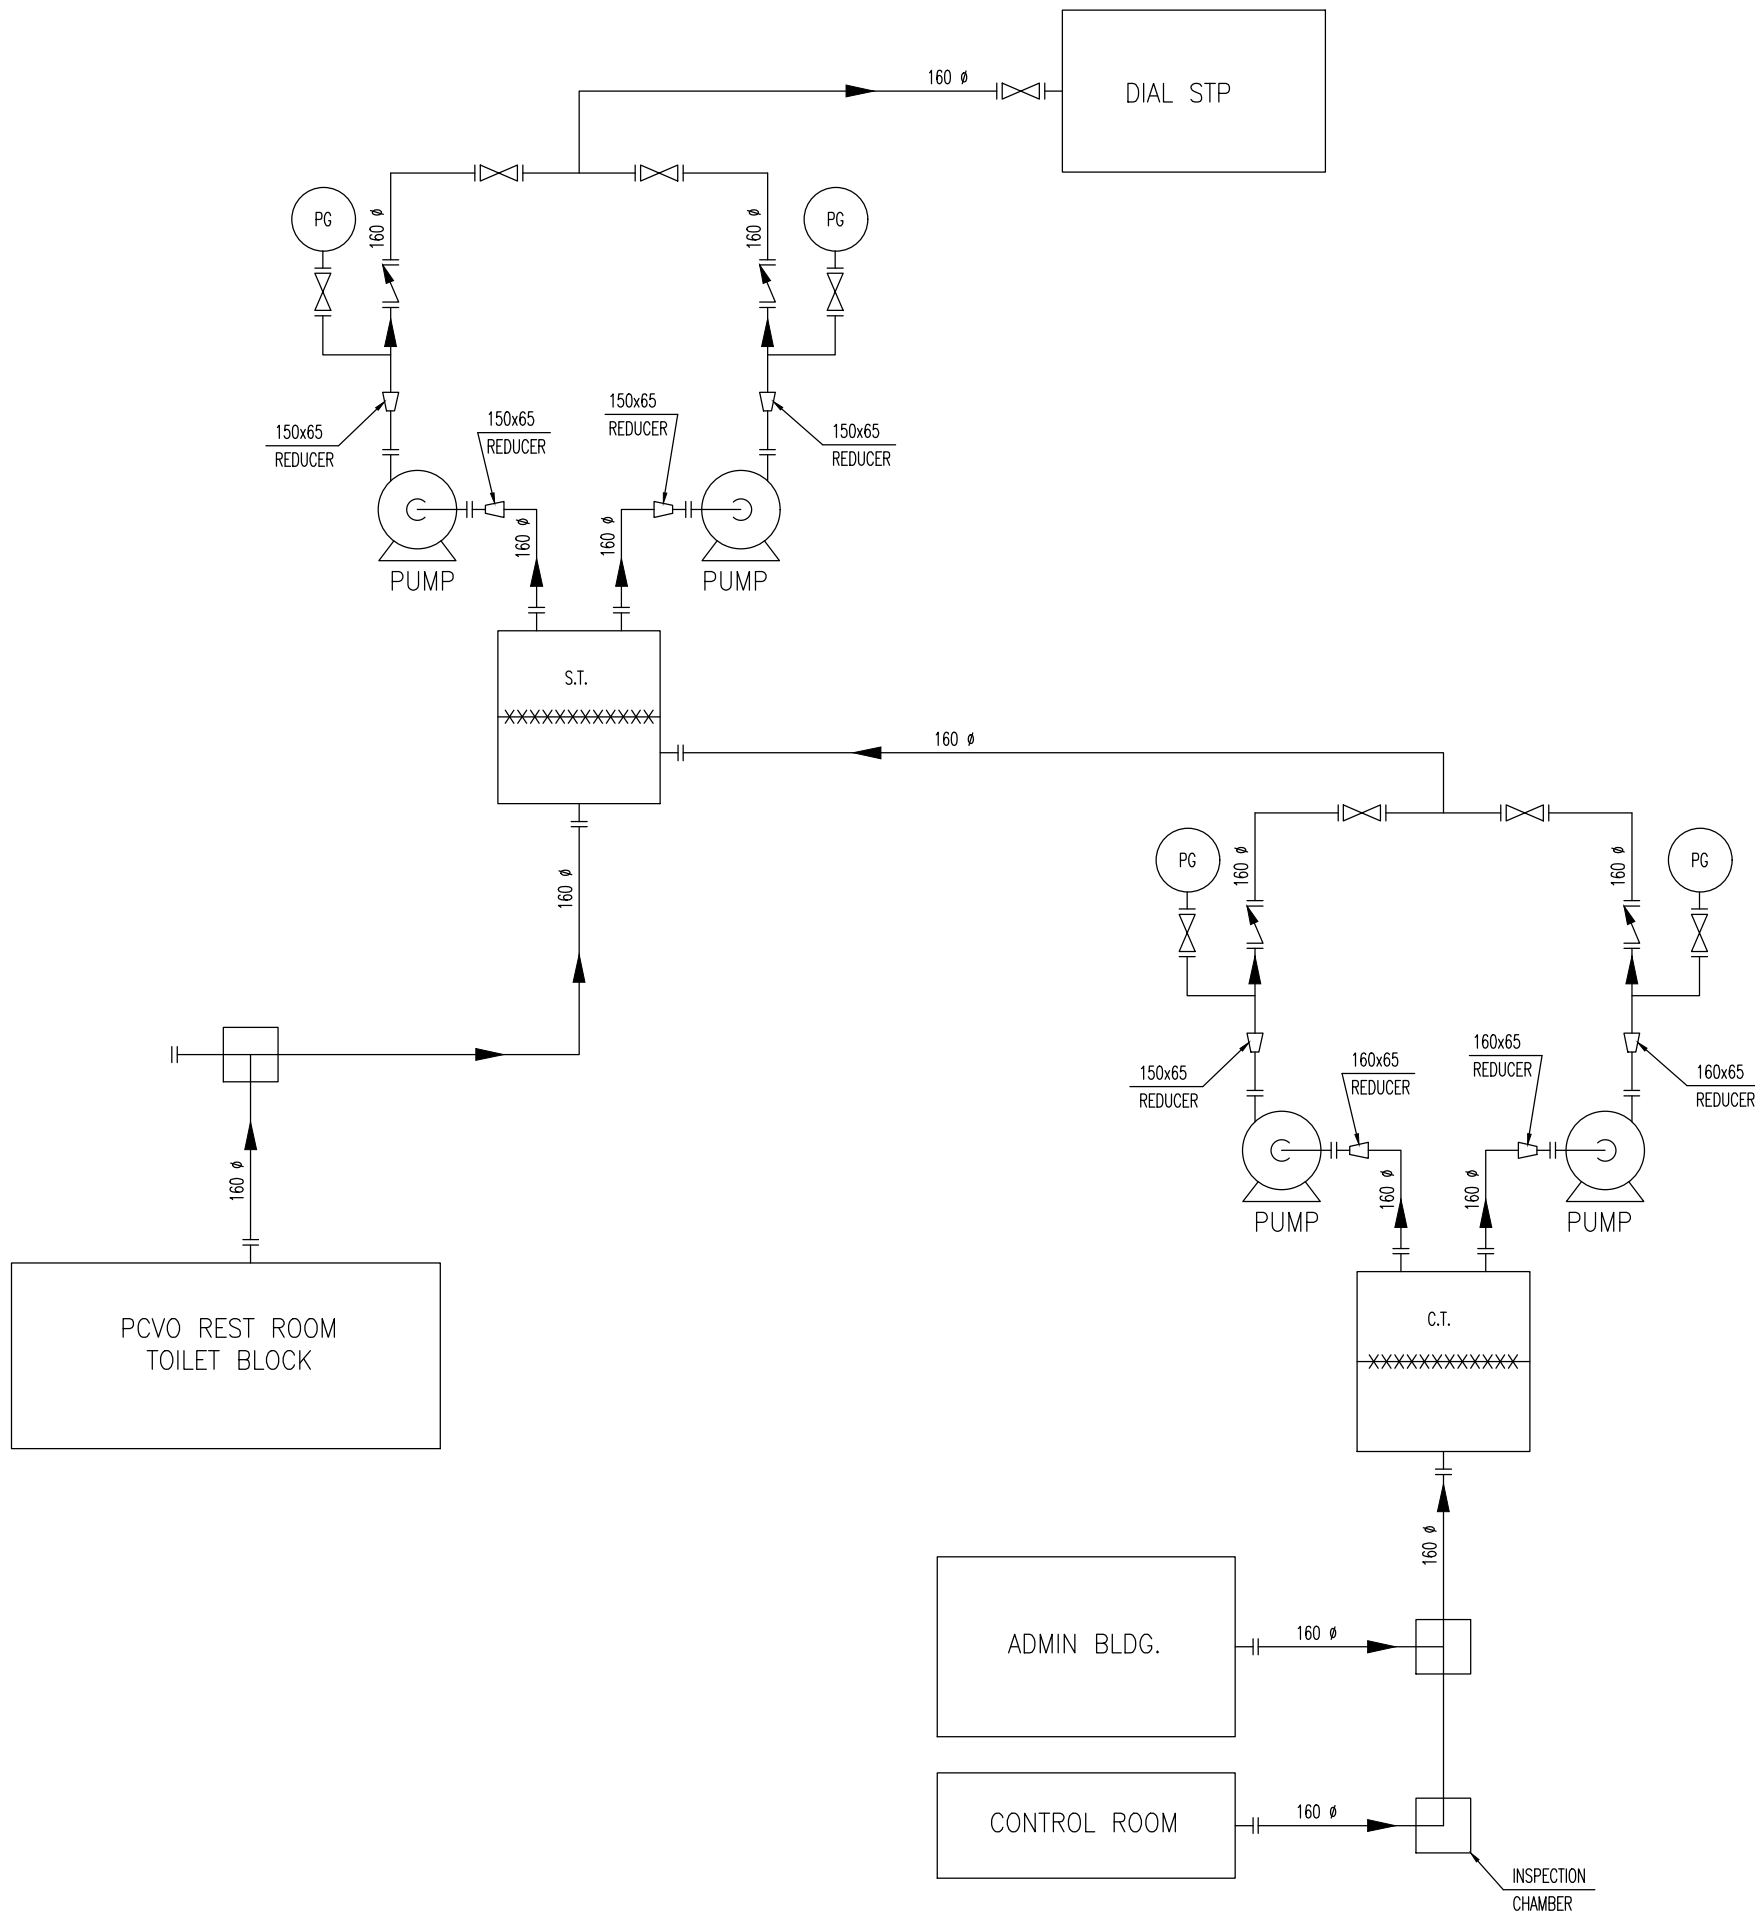 160 ø
DIAL STP
PG
160 ø
160 ø
PG
150x65
REDUCER
150x65
REDUCER
150x65
REDUCER
150x65
REDUCER
160 ø
160 ø
PUMP
PUMP
S.T.
160 ø
160 ø
PG
160 ø
160 ø
PG
150x65
REDUCER
160x65
REDUCER
160x65
REDUCER
160x65
REDUCER
160 ø
160 ø
160 ø
PUMP
PUMP
PCVO REST ROOM
TOILET BLOCK
C.T.
160 ø
ADMIN BLDG.
160 ø
CONTROL ROOM
160 ø
INSPECTION
CHAMBER